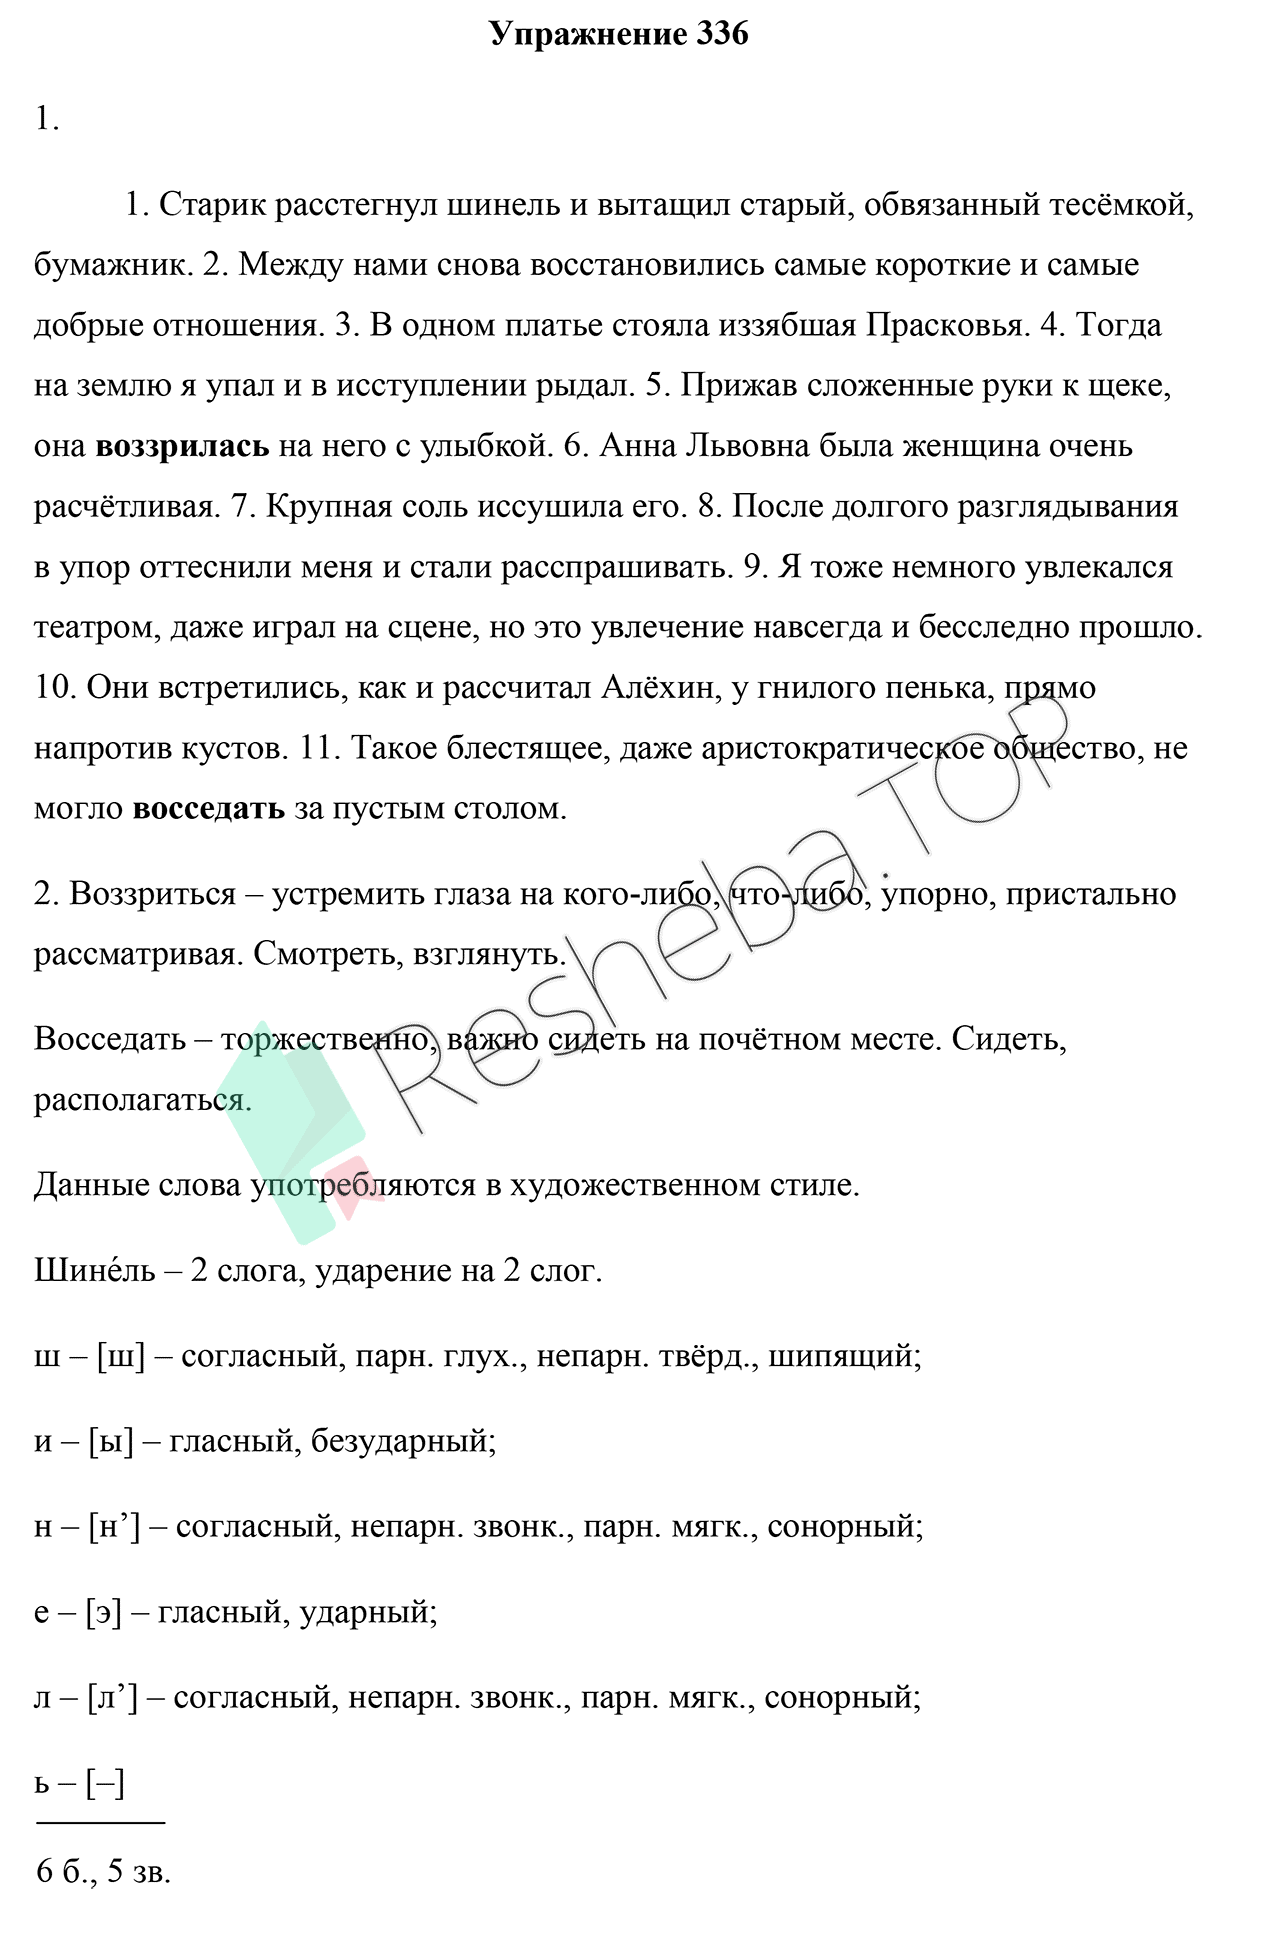 Упражнение 336
1.
1. Старик расстегнул шинель и вытащил старый, обвязанный тесёмкой,
бумажник. 2. Между нами снова восстановились самые короткие и самые
добрые отношения. 3. В одном платье стояла иззябшая Прасковья. 4. Тогда
на землю я упал и в исступлении рыдал. 5. Прижав сложенные руки к щеке,
она воззрилась на него с улыбкой. 6. Анна Львовна была женщина очень
расчётливая. 7. Крупная соль иссушила его. 8. После долгого разглядывания
в упор оттеснили меня и стали расспрашивать. 9. Я тоже немного увлекался
театром, даже играл на сцене, но это увлечение навсегда и бесследно прошло.
10. Они встретились, как и рассчитал Алёхин, у гнилого пенька, прямо
напротив кустов. 11. Такое блестящее, даже аристократическое общество, не
могло восседать за пустым столом.
2. Воззриться – устремить глаза на кого-либо, что-либо, упорно, пристально
рассматривая. Смотреть, взглянуть.
Восседать – торжественно, важно сидеть на почётном месте. Сидеть,
располагаться.
Данные слова употребляются в художественном стиле.
Шине́ль – 2 слога, ударение на 2 слог.
ш – [ш] – согласный, парн. глух., непарн. твёрд., шипящий;
и – [ы] – гласный, безударный;
н – [н’] – согласный, непарн. звонк., парн. мягк., сонорный;
е – [э] – гласный, ударный;
л – [л’] – согласный, непарн. звонк., парн. мягк., сонорный;
ь – [–]
6 б., 5 зв.
Resheba.TOP